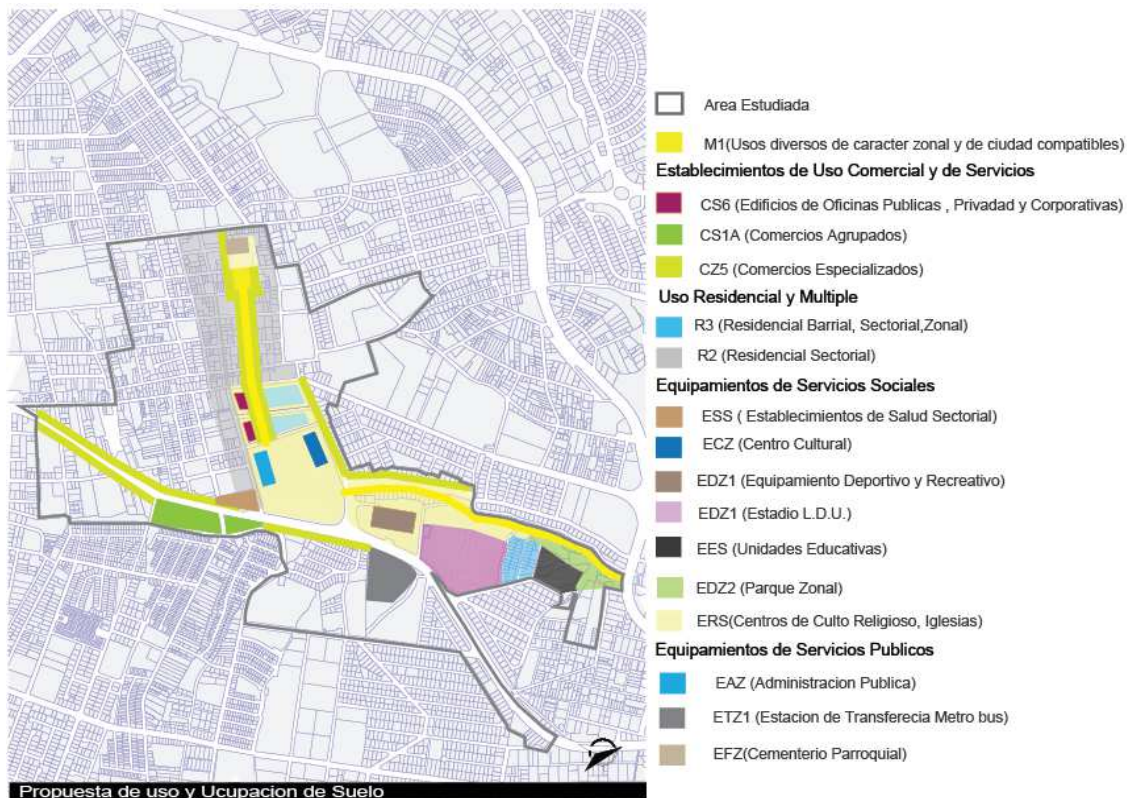 Area Estudiada
M1(Usos diversos de caracter zonal y de ciudad compatibles)
Establecimientos de Uso Comercial y de Servicios
CS6 (Edificios de Oficinas Publicas , Privadad y Corporativas)
CS1A (Comercios Agrupados)
CZ5 (Comercios Especializados)
Uso Residencial y Multiple
R3 (Residencial Barrial, Sectorial,Zonal)
R2 (Residencial Sectorial)
Equipamientos de Servicios Sociales
ESS ( Establecimientos de Salud Sectorial)
ECZ (Centro Cultural)
EDZ1 (Equipamiento Deportivo y Recreativo)
EDZ1 (Estadio L.D.U.)
EES (Unidades Educativas)
EDZ2 (Parque Zonal)
ERS(Centros de Culto Religioso, Iglesias)
Equipamientos de Servicios Publicos
EAZ (Administracion Publica)
ETZ1 (Estacion de Transferecia Metro bus)
EFZ(Cementerio Parroquial)
Propuesta de uso y Ucupacion de Suelo